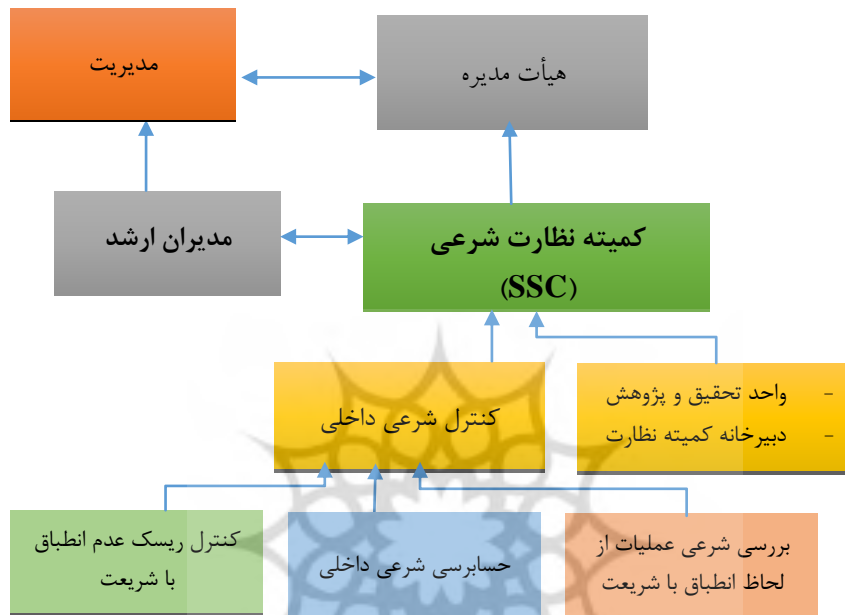 هیأت مدیره
مدیریت
کمیته نظارت شرعی
(SSC)
مدیران ارشد
- واحد تحقیق و پژوهش
- دبیرخانه کمیته نظارت
کنترل شرعی داخلی
بررسی شرعی عملیات از
لحاظ انطباق با شریعت
حسابرسی شرعی داخلی
کنترل ریسک عدم انطباق
با شریعت